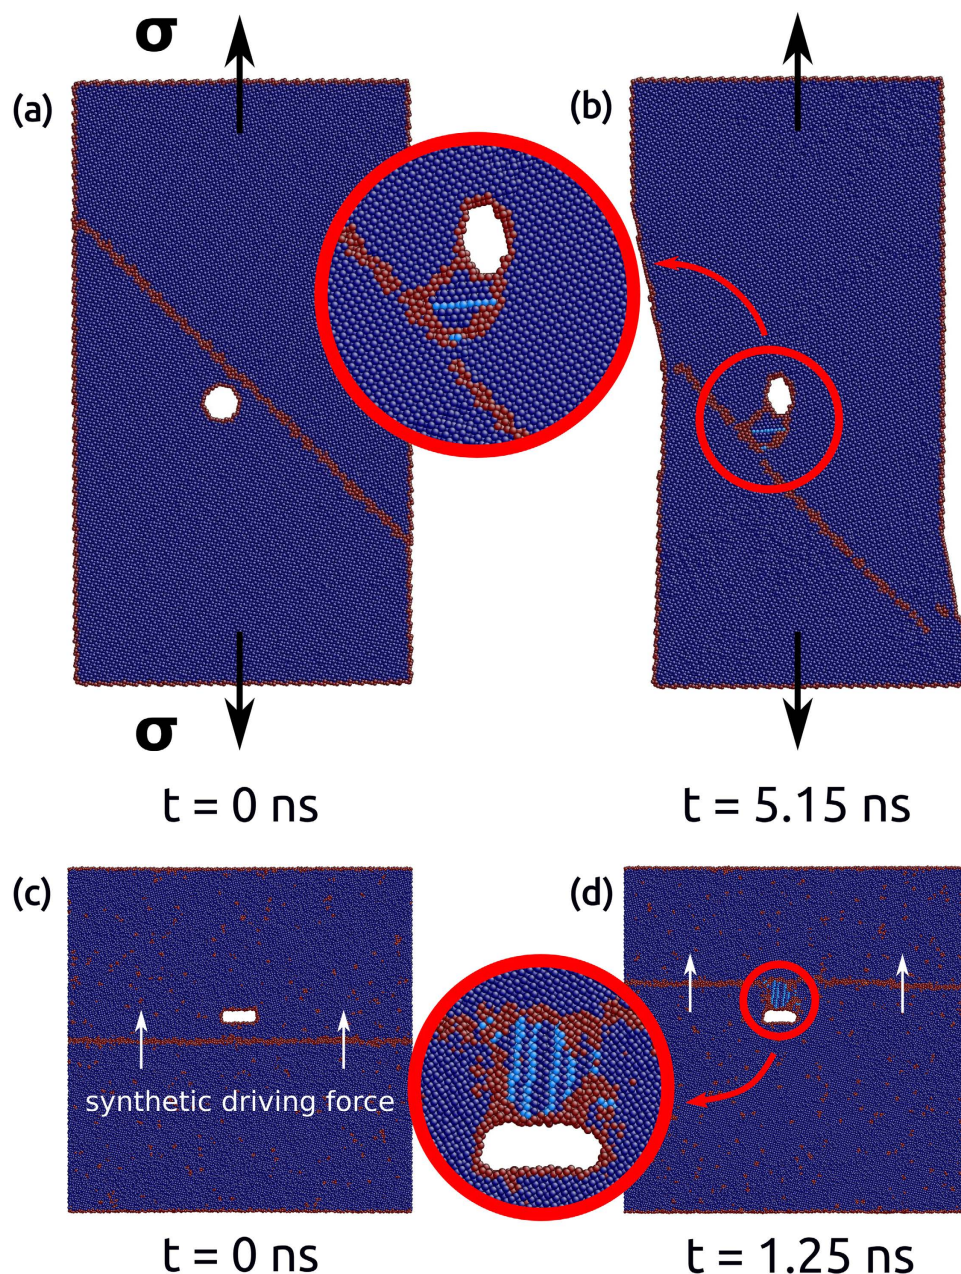 σ
(a)
(b)
σ
t = 0 ns
t = 5.15 ns
(c)
(d)
synthetic driving force
t = 0 ns
t = 1.25 ns